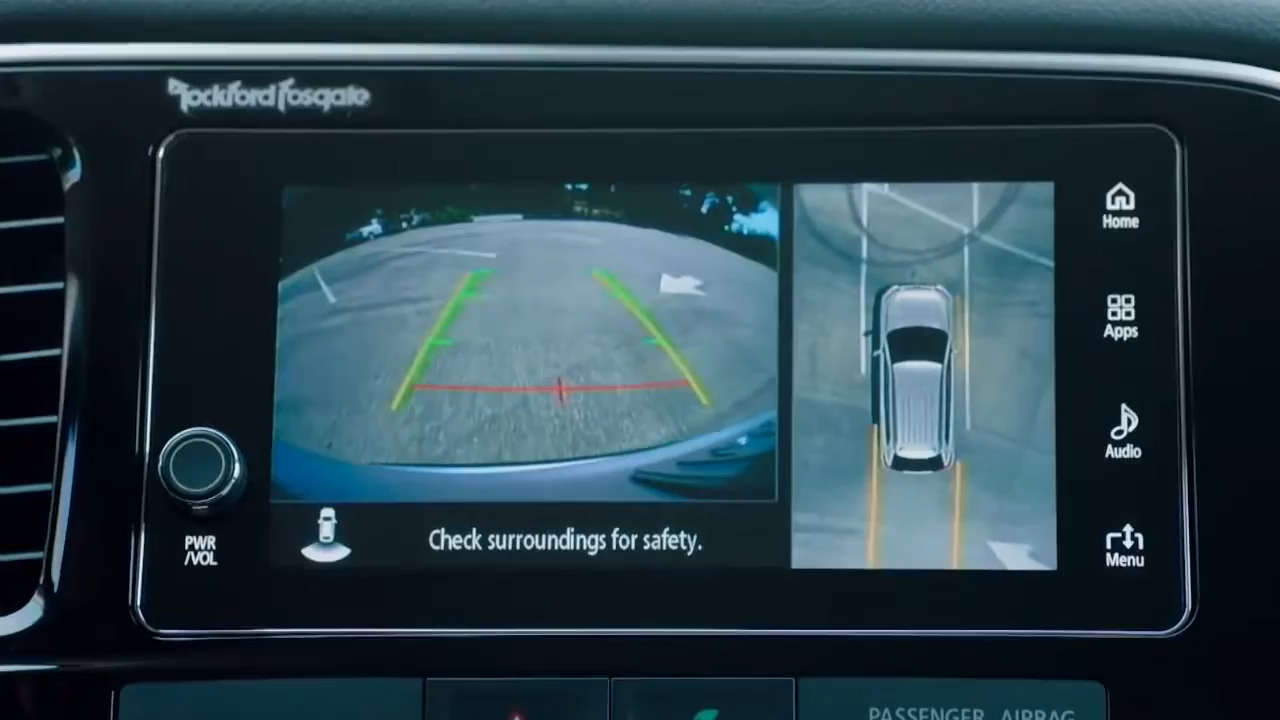 Rockford Fosgate
Home
Apps
Audio
Menu
PWR
/VOL
Check surroundings for safety.
PASSENGER AIRBAG